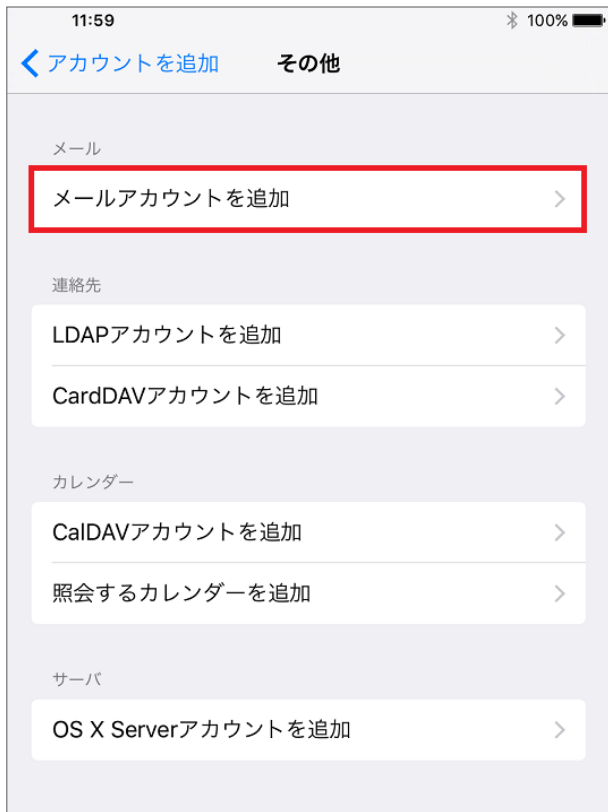 11:59 100%
アカウントを追加 その他
メール
メールアカウントを追加
連絡先
LDAPアカウントを追加
CardDAVアカウントを追加
カレンダー
CalDAVアカウントを追加
照会するカレンダーを追加
サーバ
OS X Serverアカウントを追加